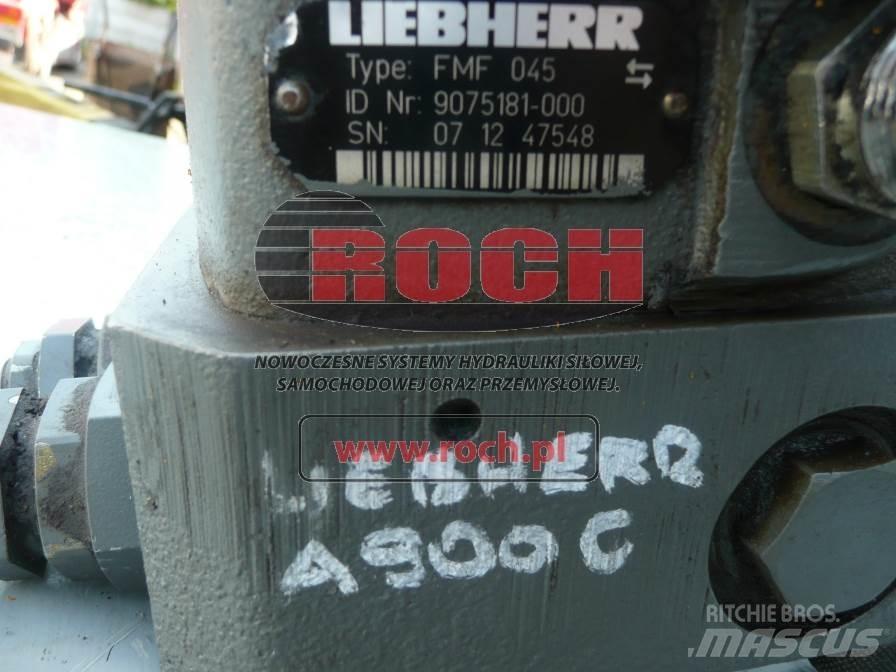 LIEBHERR
Type: FMF 045
ID Nr: 9075181-000
SN: 07 12 47548
ROCH
NOWOCZESNE SYSTEMY HYDRAULIKI SIŁOWEJ,
SAMOCHODOWEJ ORAZ PRZEMYSŁOWEJ.
www.roch.pl
LIEBHERR
A900 C
RITCHIE BROS.
MASCUS